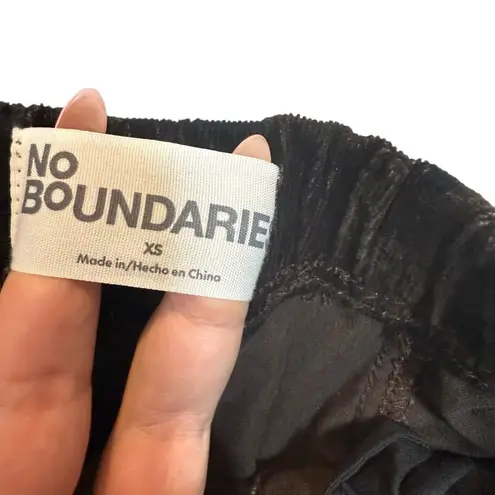 NO
BOUNDARIE
XS
Made in/Hecho en China